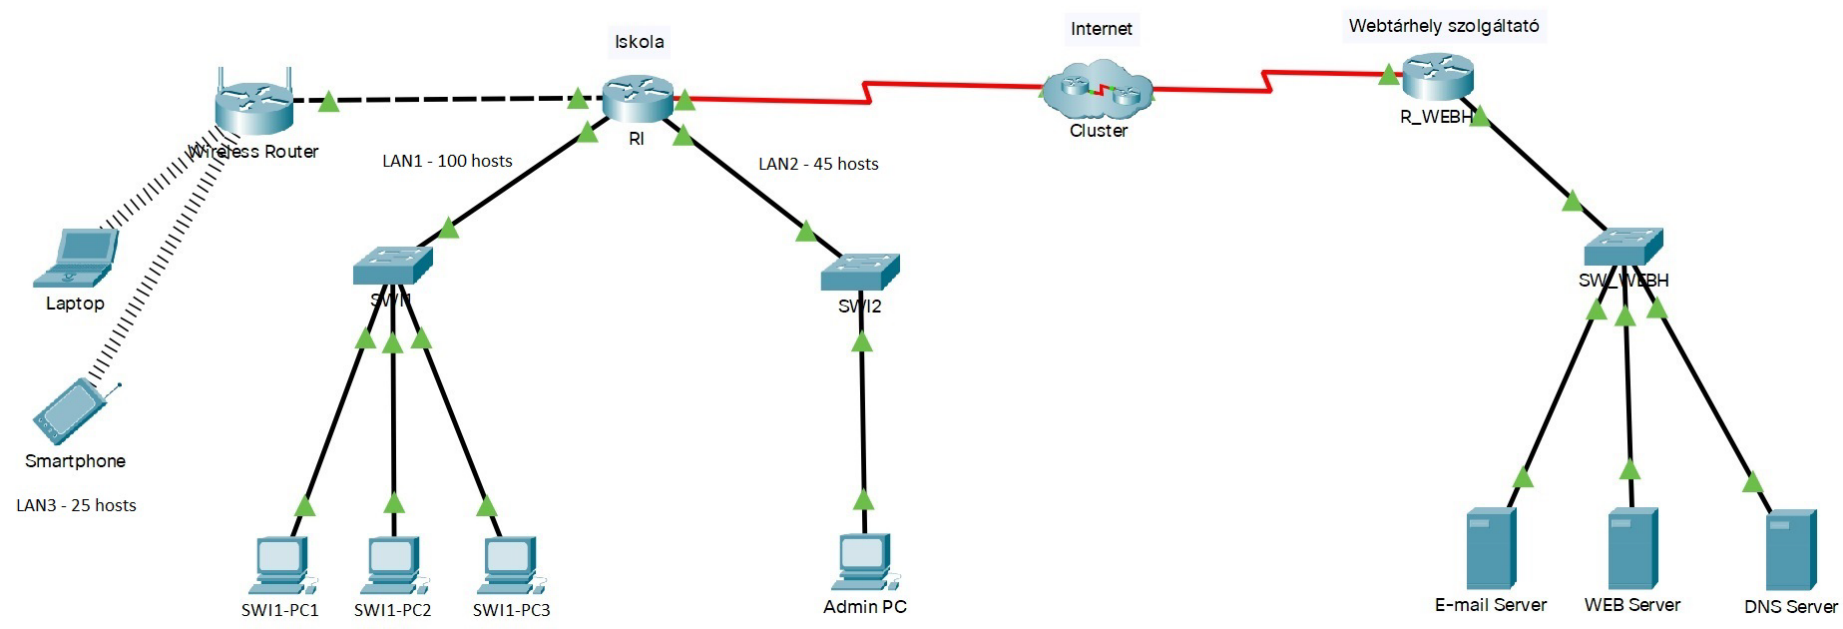 Iskola
Internet
Webtárhely szolgáltató
Wireless Router
RI
Cluster
R_WEBH
LAN1 - 100 hosts
LAN2 - 45 hosts
Laptop
SWI1
SWI2
SW_WEBH
Smartphone
LAN3 - 25 hosts
SWI1-PC1
SWI1-PC2
SWI1-PC3
Admin PC
E-mail Server
WEB Server
DNS Server